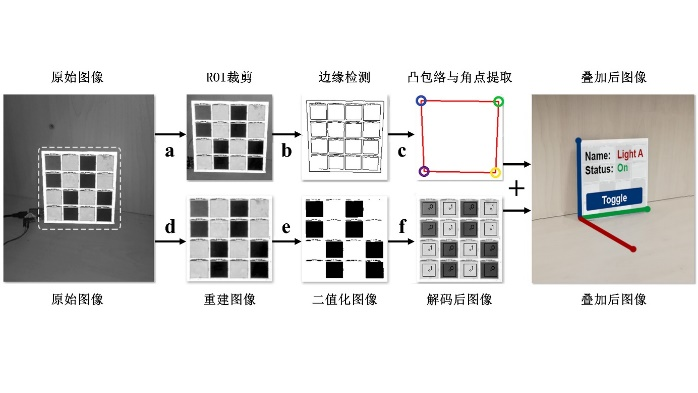 原始图像
ROI裁剪
边缘检测
凸包络与角点提取
叠加后图像
a
b
c
Name: Light A
Status: On
Toggle
+
d
e
f
原始图像
重建图像
二值化图像
解码后图像
叠加后图像